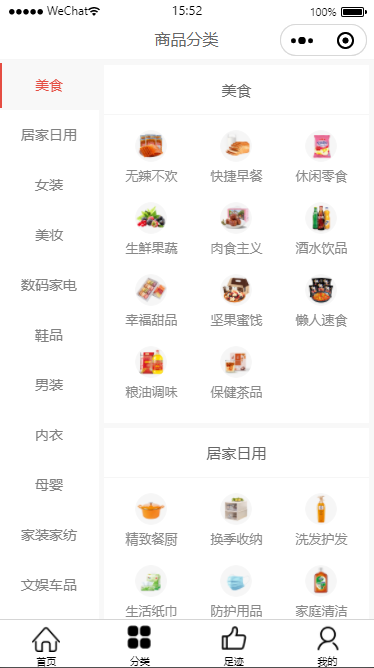 WeChat 15:52 100%
商品分类
美食
居家日用
女装
美妆
数码家电
鞋品
男装
内衣
母婴
家装家纺
文娱车品
美食
无辣不欢 快捷早餐 休闲零食
生鲜果蔬 肉食主义 酒水饮品
幸福甜品 坚果蜜饯 懒人速食
粮油调味 保健茶品
居家日用
精致餐厨 换季收纳 洗发护发
生活纸巾 防护用品 家庭清洁
首页 分类 足迹 我的